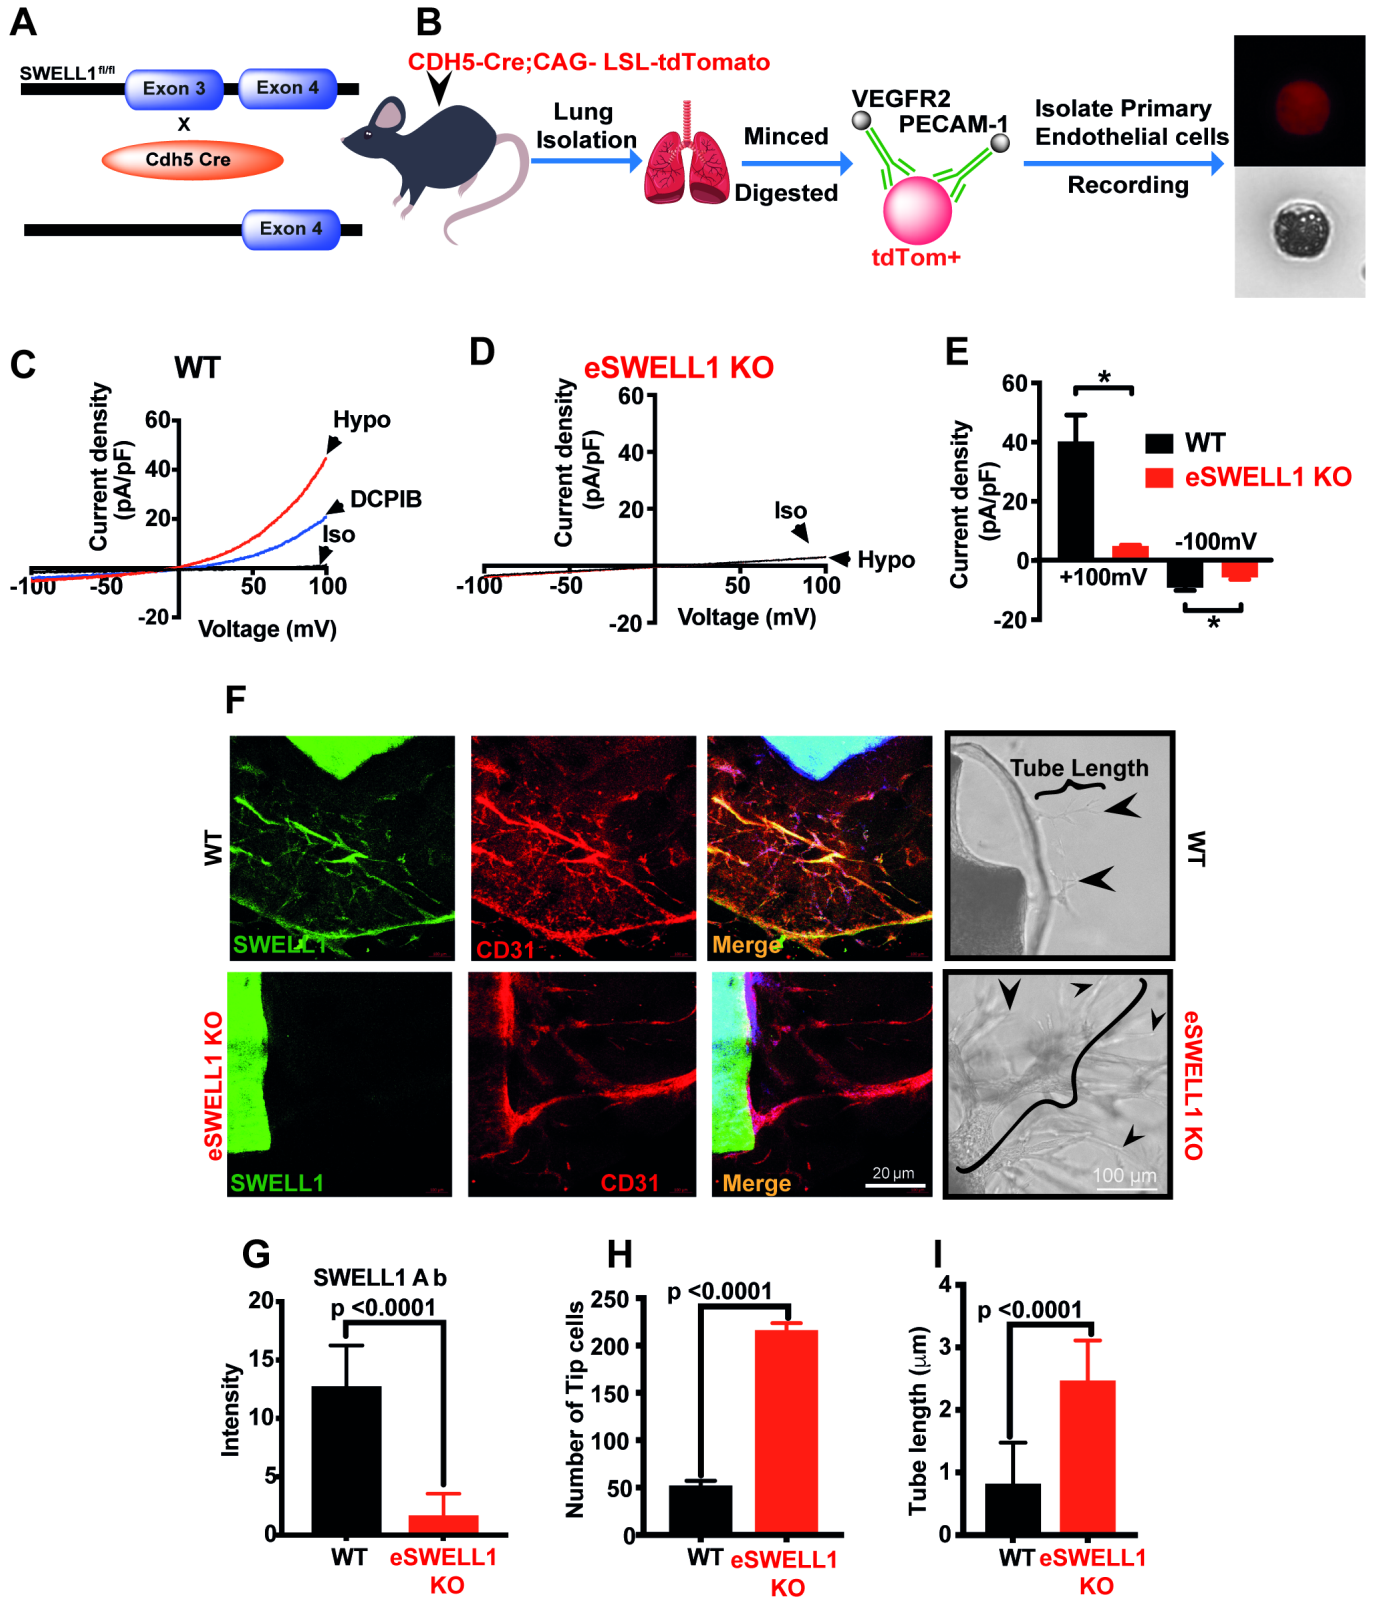 A
SWELL1fl/fl
Exon 3
Exon 4
X
Cdh5 Cre
Exon 4
B
CDH5-Cre;CAG- LSL-tdTomato
Lung
Isolation
Minced
Digested
VEGFR2
PECAM-1
tdTom+
Isolate Primary
Endothelial cells
Recording
C
WT
Current density
(pA/pF)
60
40
20
-20
-100
-50
50
100
Hypo
DCPIB
Iso
Voltage (mV)
D
eSWELL1 KO
Current density
(pA/pF)
60
40
20
-20
-100
-50
50
100
Iso
Hypo
Voltage (mV)
E
Current density
(pA/pF)
60
40
20
0
-20
*
WT
eSWELL1 KO
-100mV
+100mV
*
F
WT
SWELL1
CD31
Merge
Tube Length
WT
eSWELL1 KO
SWELL1
CD31
Merge
20 µm
100 µm
eSWELL1 KO
G
SWELL1 A b
p <0.0001
Intensity
20
15
10
5
0
WT
eSWELL1
KO
H
p <0.0001
Number of Tip cells
250
200
150
100
50
0
WT
eSWELL1
KO
I
p <0.0001
Tube length (µm)
4
3
2
1
0
WT
eSWELL1
KO